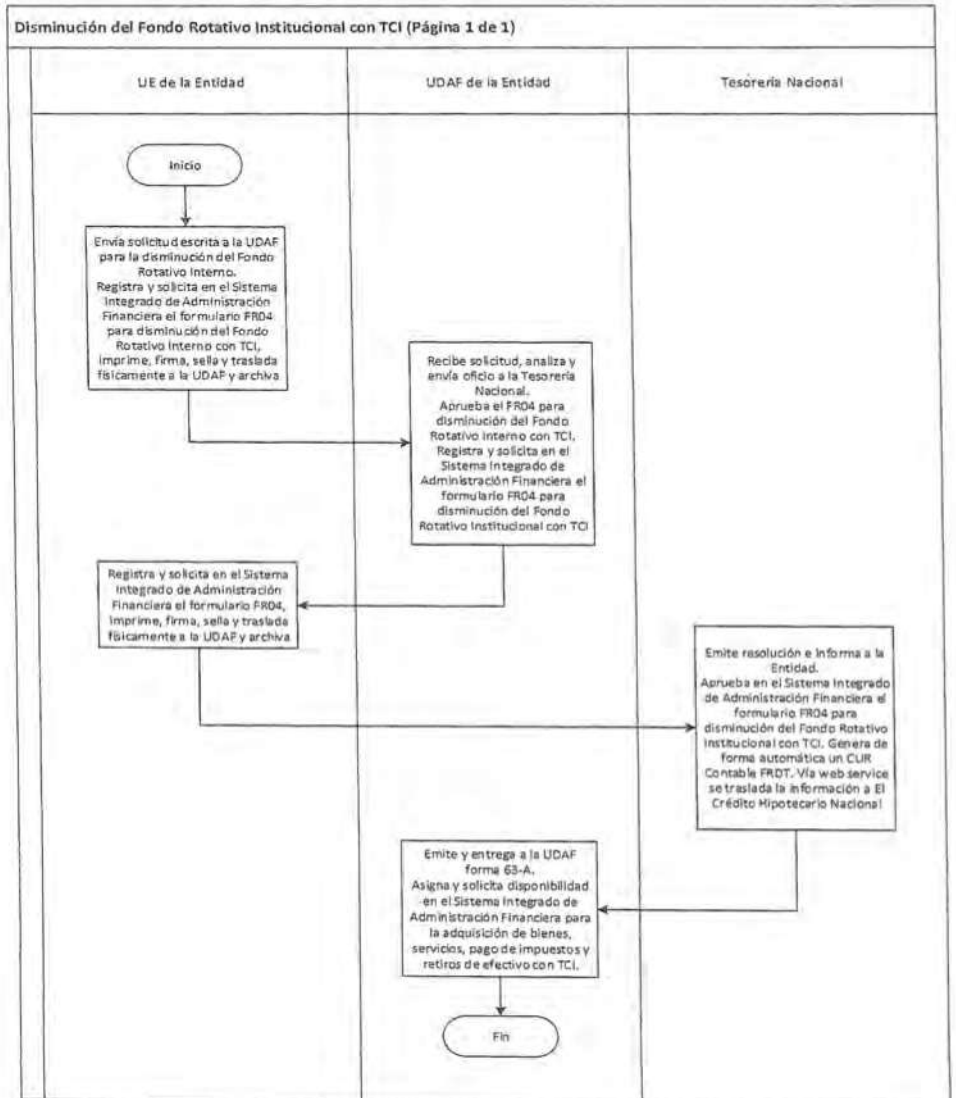 Disminución del Fondo Rotativo Institucional con TCI (Página 1 de 1)
UE de la Entidad
UDAF de la Entidad
Tesorería Nacional
Inicio
Envía solicitud escrita a la UDAF
para la disminución del Fondo
Rotativo Interno.
Registra y solicita en el Sistema
Integrado de Administración
Financiera el formulario FR04
para disminución del Fondo
Rotativo Interno con TCI,
imprime, firma, sella y traslada
físicamente a la UDAF y archiva
Recibe solicitud, analiza y
envía oficio a la Tesorería
Nacional.
Aprueba el FR04 para
disminución del Fondo
Rotativo Interno con TCI.
Registra y solicita en el
Sistema Integrado de
Administración Financiera el
formulario FR04 para
disminución del Fondo
Rotativo Institucional con TCI
Registra y solicita en el Sistema
Integrado de Administración
Financiera el formulario FR04,
imprime, firma, sella y traslada
físicamente a la UDAF y archiva
Emite resolución e informa a la
Entidad.
Aprueba en el Sistema Integrado
de Administración Financiera el
formulario FR04 para
disminución del Fondo Rotativo
Institucional con TCI. Genera de
forma automática un CUR
Contable FRDT. Vía web service
se traslada la información a El
Crédito Hipotecario Nacional
Emite y entrega a la UDAF
forma 63-A.
Asigna y solicita disponibilidad
en el Sistema Integrado de
Administración Financiera para
la adquisición de bienes,
servicios, pago de impuestos y
retiros de efectivo con TCI.
Fin